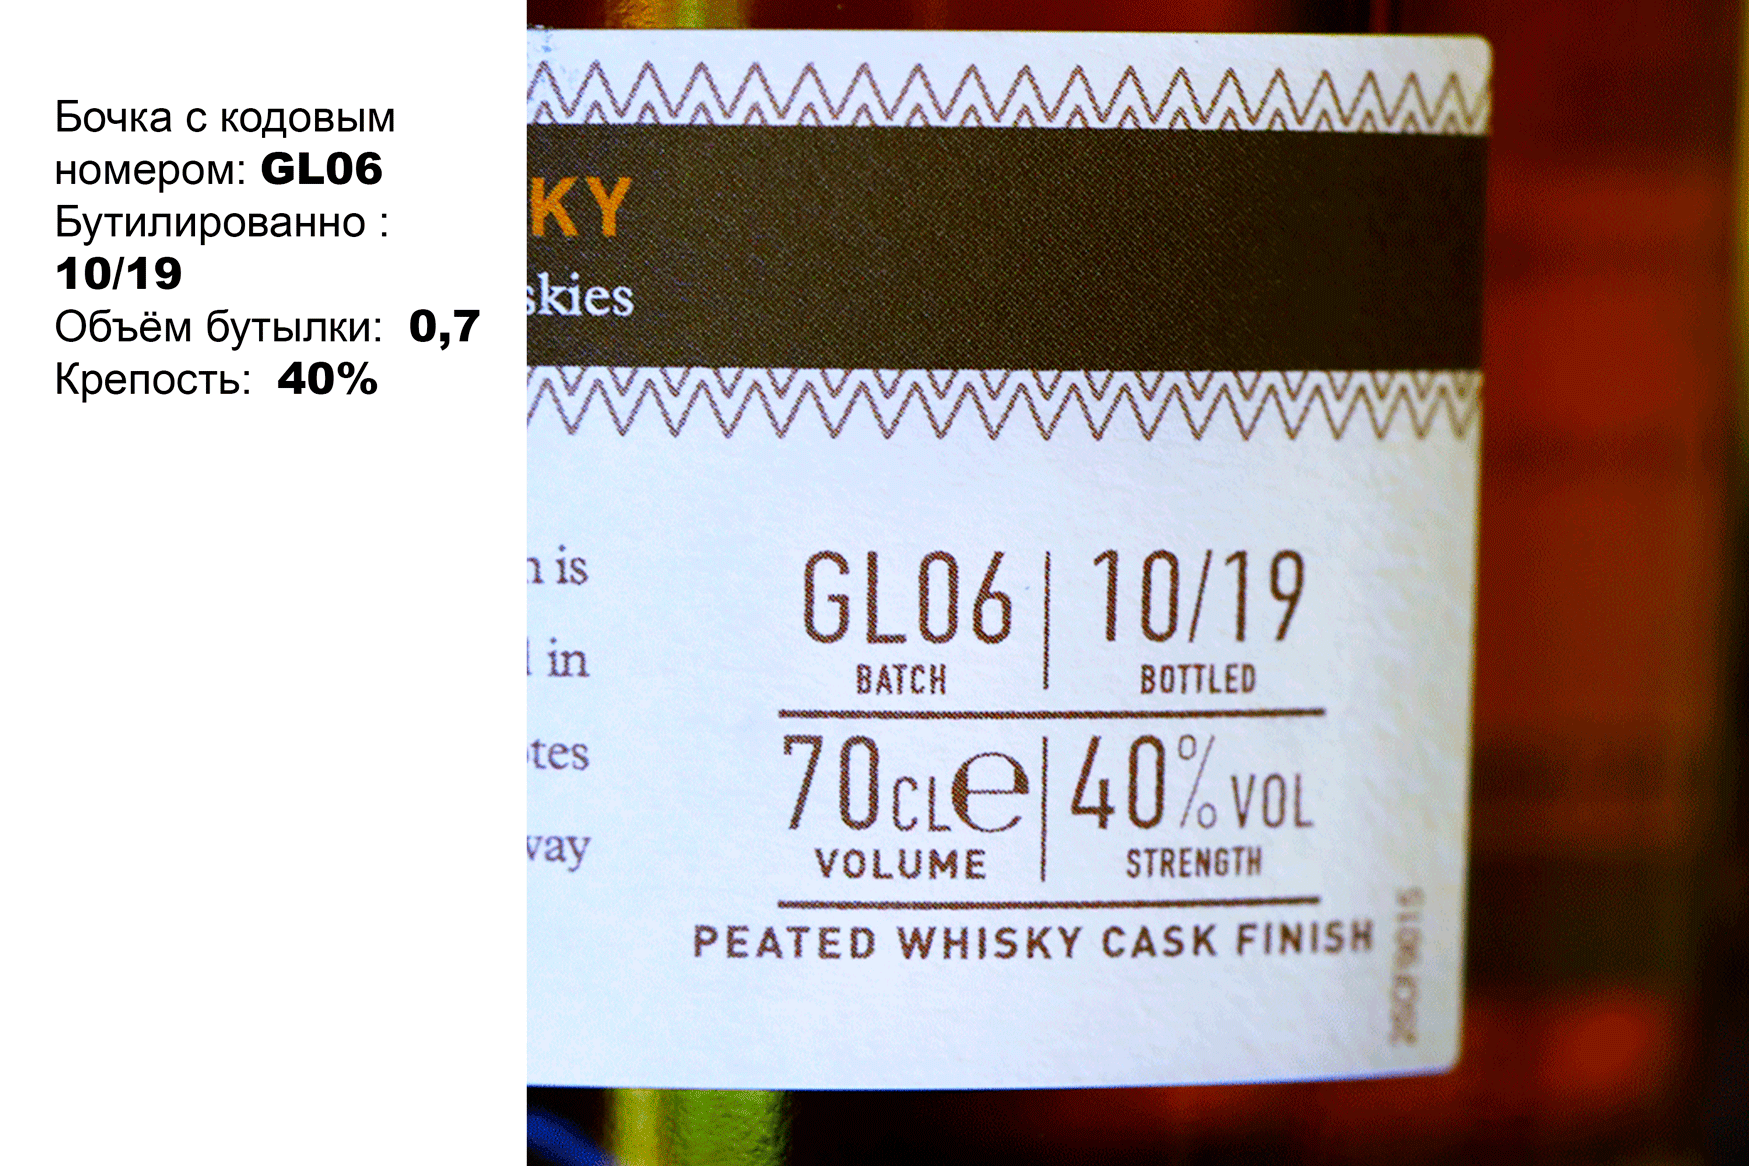 Бочка с кодовым
номером: GL06
Бутилированно :
10/19
Объём бутылки: 0,7
Крепость: 40%
KY
skies
is
in
tes
way
GL06 10/19
BATCH BOTTLED
70CLe 40% VOL
VOLUME STRENGTH
PEATED WHISKY CASK FINISH